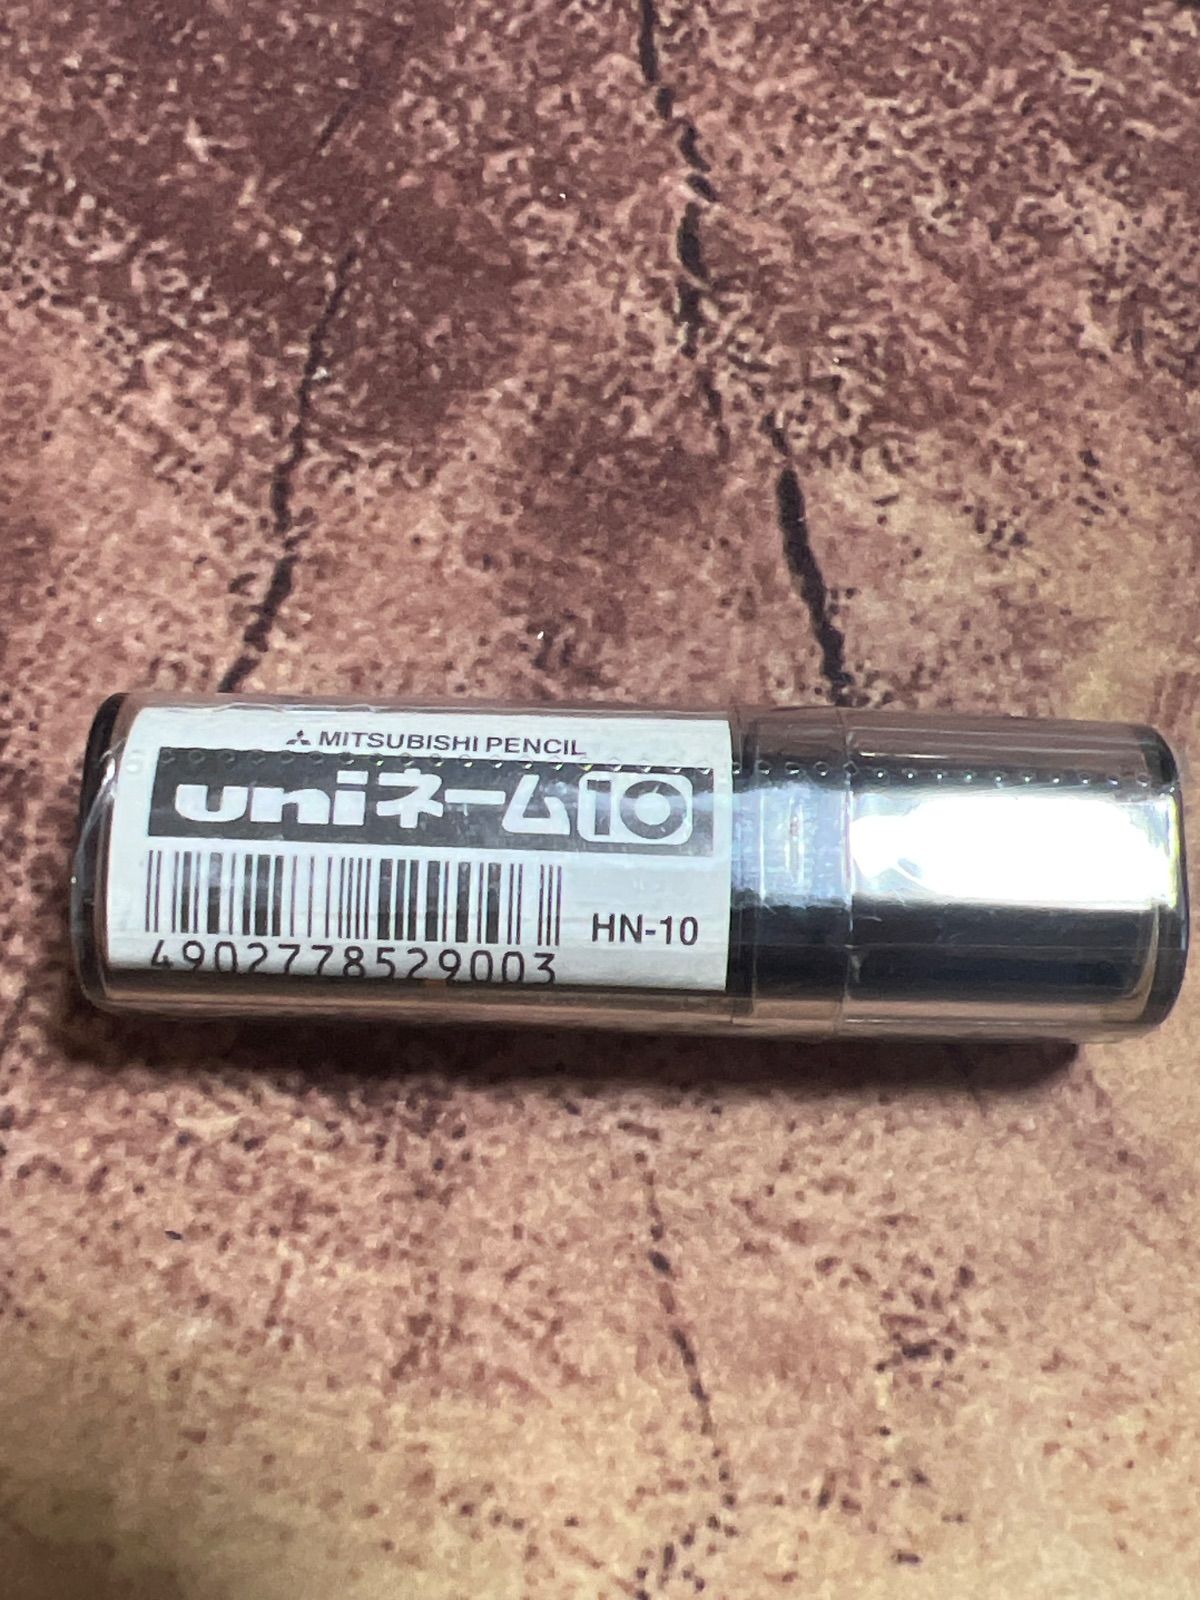 MITSUBISHI PENCIL
uniネーム10
HN-10
4902778529003